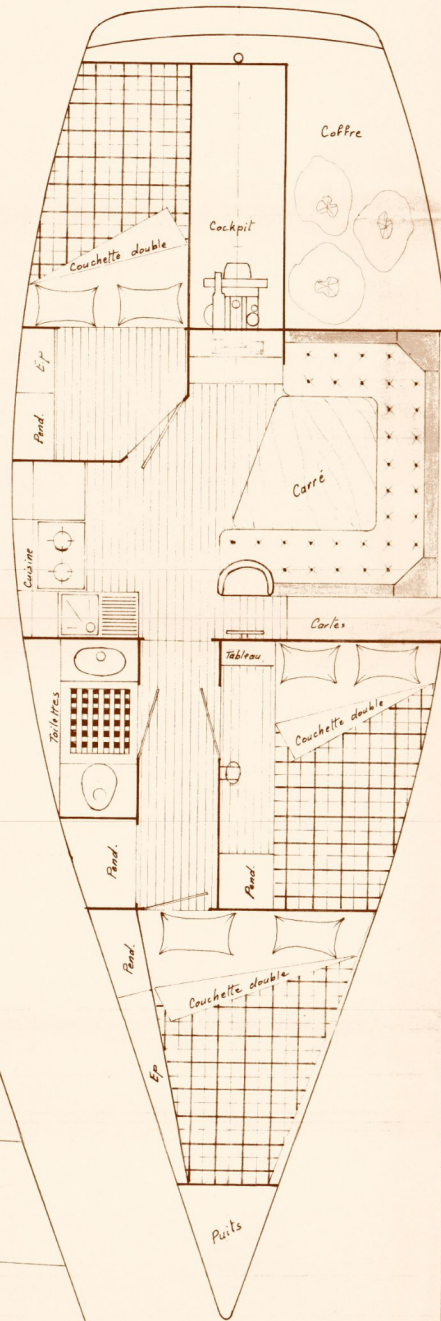 Coffre
Cockpit
Couchette double
Ep
Pend.
Carré
Cuisine
Cartes
Tableau
Toilettes
Couchette double
Pend.
Pend.
Pend.
Couchette double
Ep
Puits